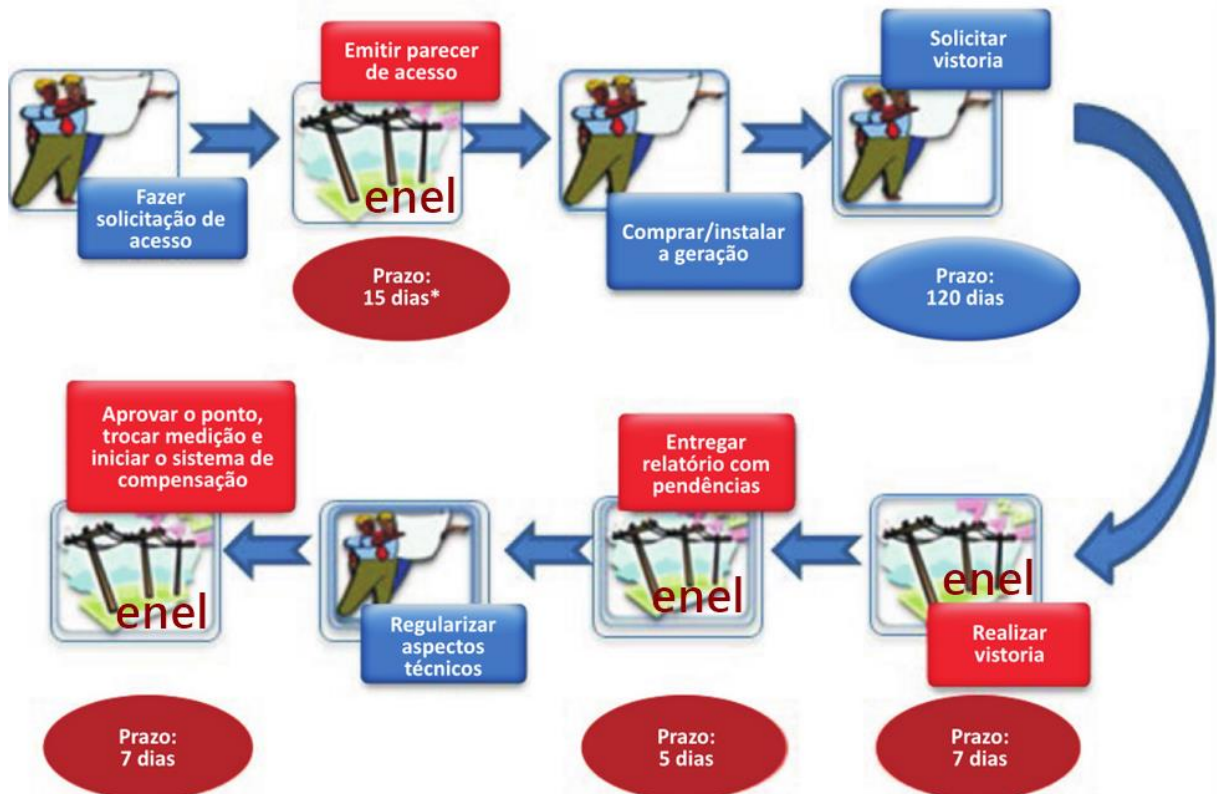 Fazer
solicitação de
acesso
Emitir parecer
de acesso
enel
Prazo:
15 dias*
Comprar/instalar
a geração
Solicitar
vistoria
Prazo:
120 dias
enel
Realizar
vistoria
Prazo:
7 dias
Entregar
relatório com
pendências
enel
Prazo:
5 dias
Regularizar
aspectos
técnicos
Aprovar o ponto,
trocar medição e
iniciar o sistema de
compensação
enel
Prazo:
7 dias